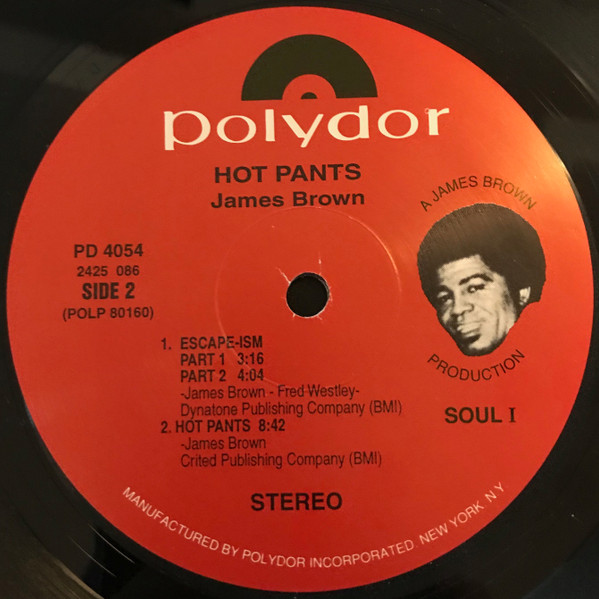 polydor
HOT PANTS
James Brown
A JAMES BROWN
PRODUCTION
PD 4054
2425 086
SIDE 2
(POLP 80160)
1. ESCAPE-ISM
PART 1 3:16
PART 2 4:04
-James Brown - Fred Westley-
Dynatone Publishing Company (BMI)
2. HOT PANTS 8:42
-James Brown
Crited Publishing Company (BMI)
SOUL I
STEREO
MANUFACTURED BY POLYDOR INCORPORATED. NEW YORK. N.Y